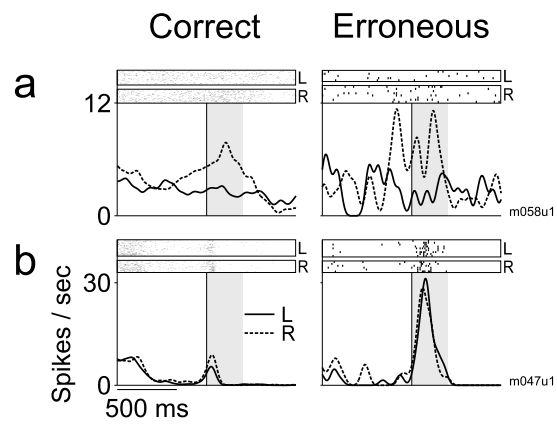 Correct Erroneous
a
L L
R R
12
0
m058u1
b
L L
R R
30
Spikes / sec
L
R
0
m047u1
500 ms